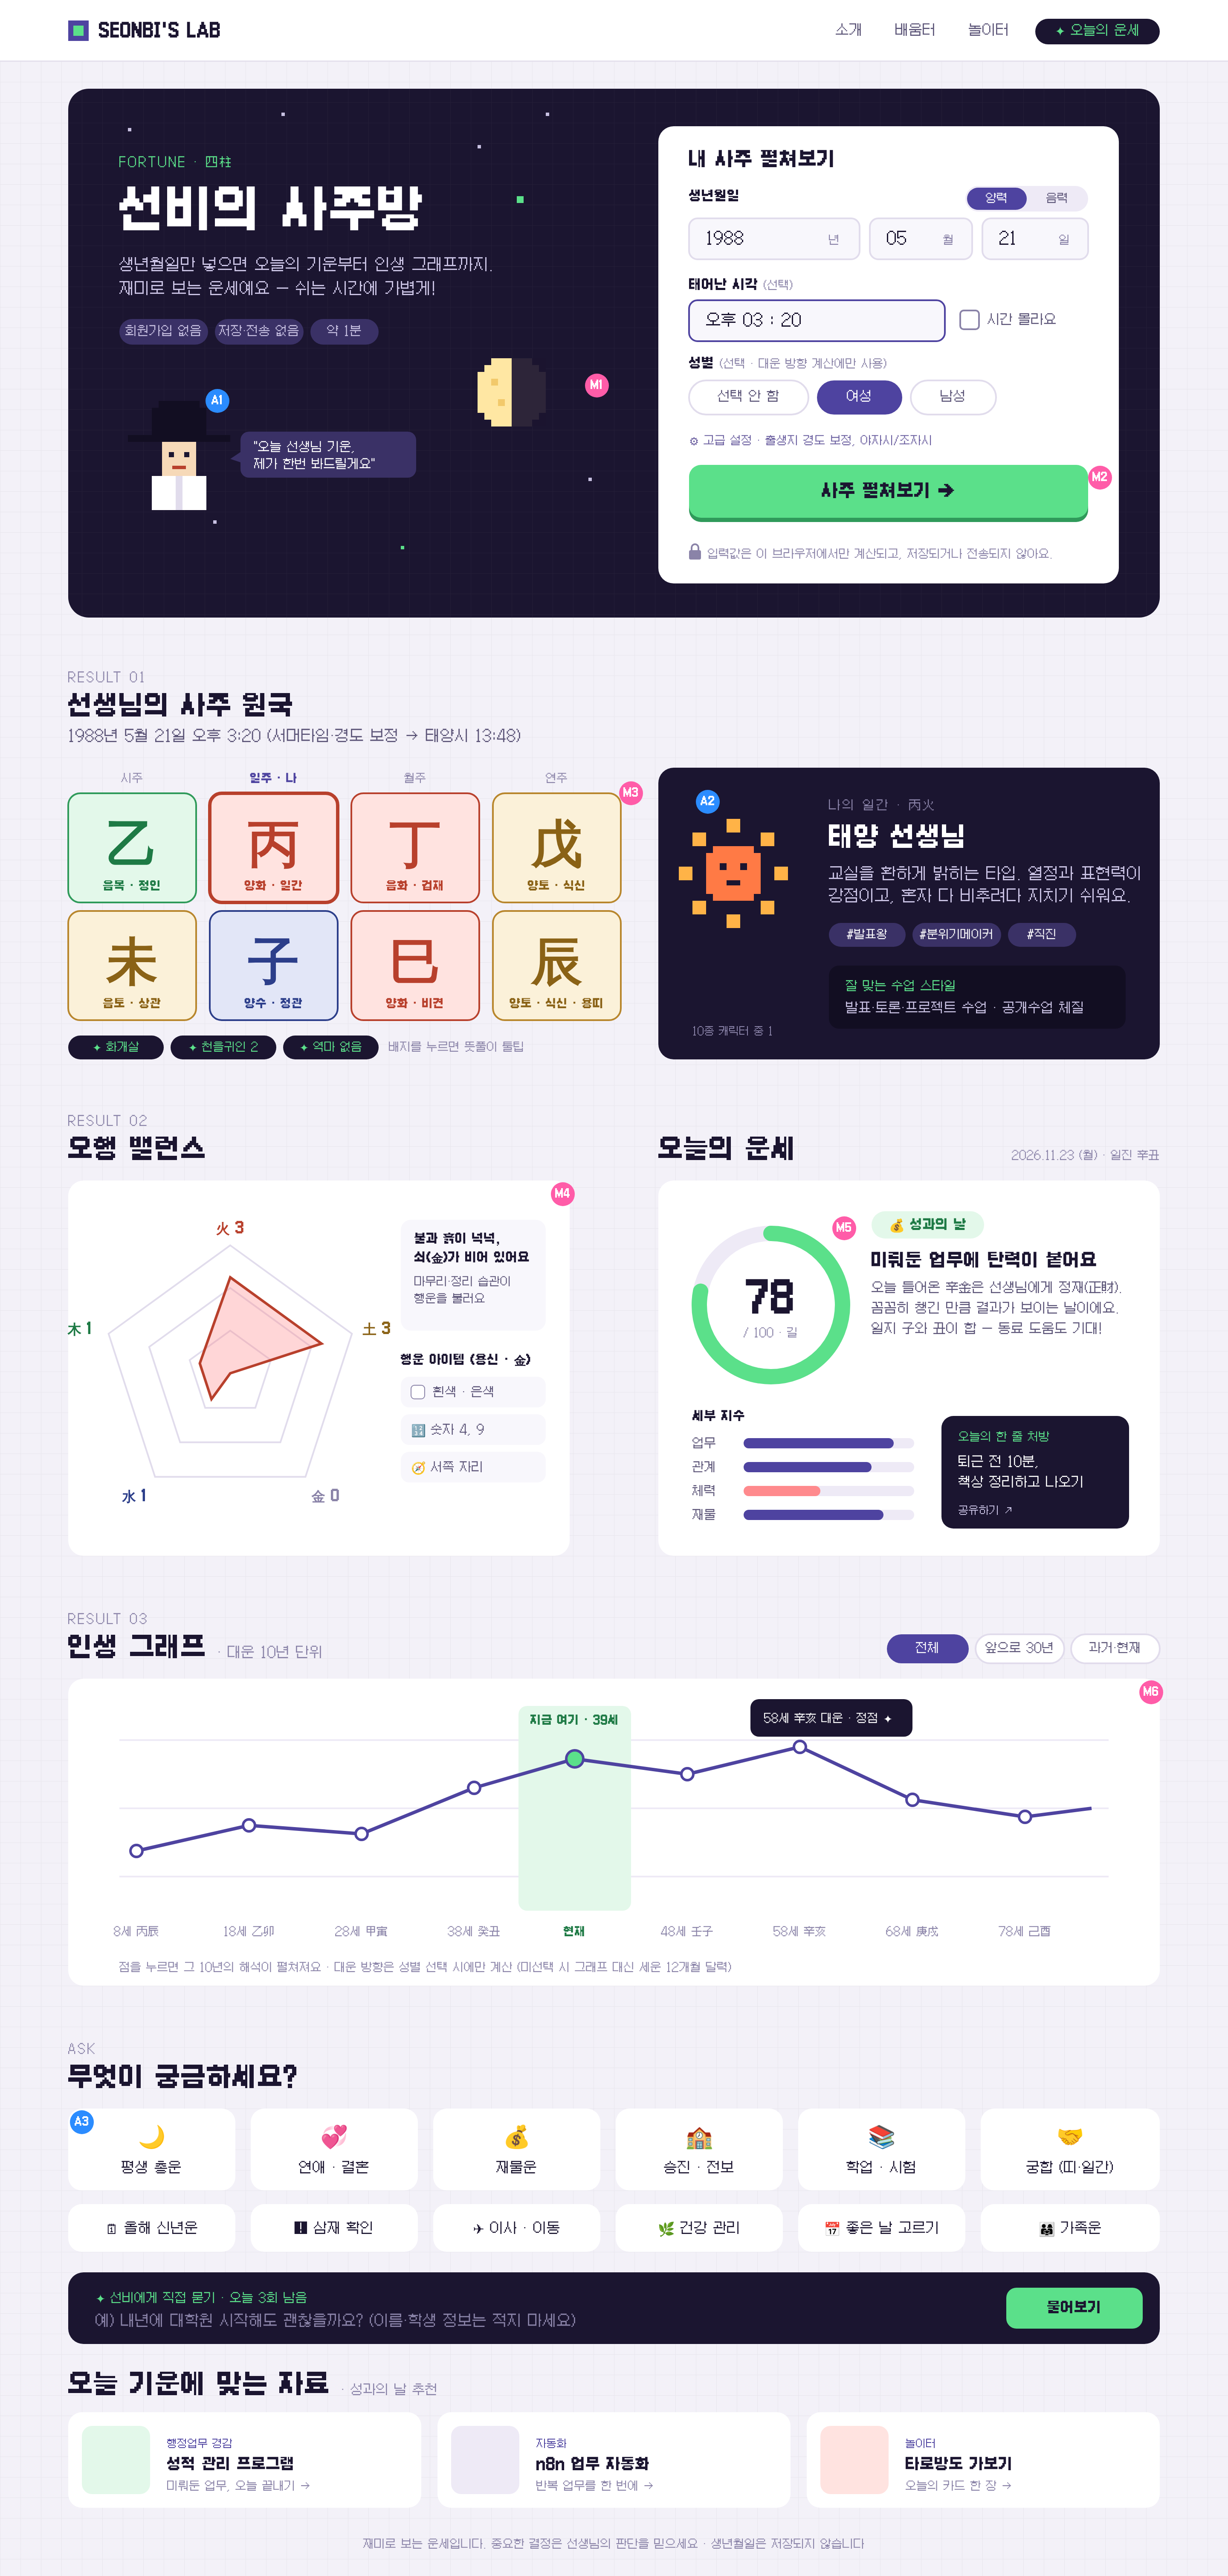 SEONBI'S LAB
소개
배움터
놀이터
✦ 오늘의 운세
FORTUNE · 四柱
선비의 사주방
생년월일만 넣으면 오늘의 기운부터 인생 그래프까지.
재미로 보는 운세예요 — 쉬는 시간에 가볍게!
회원가입 없음
저장·전송 없음
약 1분
A1
M1
"오늘 선생님 기운,
제가 한번 봐드릴게요"
내 사주 펼쳐보기
생년월일
양력
음력
1988 년
05 월
21 일
태어난 시각 (선택)
오후 03 : 20
시간 몰라요
성별 (선택 · 대운 방향 계산에만 사용)
선택 안 함
여성
남성
⚙ 고급 설정 · 출생지 경도 보정, 야자시/조자시
사주 펼쳐보기 →
M2
입력값은 이 브라우저에서만 계산되고, 저장되거나 전송되지 않아요.
RESULT 01
선생님의 사주 원국
1988년 5월 21일 오후 3:20 (서머타임·경도 보정 → 태양시 13:48)
시주
일주 · 나
월주
연주
M3
乙
음목 · 정인
丙
양화 · 일간
丁
음화 · 겁재
戊
양토 · 식신
未
음토 · 상관
子
양수 · 정관
巳
양화 · 비견
辰
양토 · 식신 · 용띠
✦ 화개살
✦ 천을귀인 2
✦ 역마 없음
배지를 누르면 뜻풀이 툴팁
A2
나의 일간 · 丙火
태양 선생님
교실을 환하게 밝히는 타입. 열정과 표현력이
강점이고, 혼자 다 비추려다 지치기 쉬워요.
#발표왕
#분위기메이커
#직진
잘 맞는 수업 스타일
발표·토론·프로젝트 수업 · 공개수업 체질
10종 캐릭터 중 1
RESULT 02
오행 밸런스
M4
火 3
木 1
土 3
水 1
金 0
불과 흙이 넉넉,
쇠(金)가 비어 있어요
마무리·정리 습관이
행운을 불러요
행운 아이템 (용신 · 金)
흰색 · 은색
🔢 숫자 4, 9
🧭 서쪽 자리
오늘의 운세
2026.11.23 (월) · 일진 辛丑
M5
78
/ 100 · 길
💰 성과의 날
미뤄둔 업무에 탄력이 붙어요
오늘 들어온 辛金은 선생님에게 정재(正財).
꼼꼼히 챙긴 만큼 결과가 보이는 날이에요.
일지 子와 丑이 합 — 동료 도움도 기대!
세부 지수
업무
관계
체력
재물
오늘의 한 줄 처방
퇴근 전 10분,
책상 정리하고 나오기
공유하기 ↗
RESULT 03
인생 그래프 · 대운 10년 단위
전체
앞으로 30년
과거·현재
M6
지금 여기 · 39세
58세 辛亥 대운 · 정점 ✦
8세 丙辰
18세 乙卯
28세 甲寅
38세 癸丑
현재
48세 壬子
58세 辛亥
68세 庚戌
78세 己酉
점을 누르면 그 10년의 해석이 펼쳐져요 · 대운 방향은 성별 선택 시에만 계산 (미선택 시 그래프 대신 세운 12개월 달력)
ASK
무엇이 궁금하세요?
A3
🌙
평생 총운
💞
연애 · 결혼
💰
재물운
🏫
승진 · 전보
📚
학업 · 시험
🤝
궁합 (띠·일간)
🗓 올해 신년운
삼재 확인
✈ 이사 · 이동
🌿 건강 관리
📅 좋은 날 고르기
👨‍👩‍👧 가족운
✦ 선비에게 직접 묻기 · 오늘 3회 남음
예) 내년에 대학원 시작해도 괜찮을까요? (이름·학생 정보는 적지 마세요)
물어보기
오늘 기운에 맞는 자료 · 성과의 날 추천
행정업무 경감
성적 관리 프로그램
미뤄둔 업무, 오늘 끝내기 →
자동화
n8n 업무 자동화
반복 업무를 한 번에 →
놀이터
타로방도 가보기
오늘의 카드 한 장 →
재미로 보는 운세입니다. 중요한 결정은 선생님의 판단을 믿으세요 · 생년월일은 저장되지 않습니다